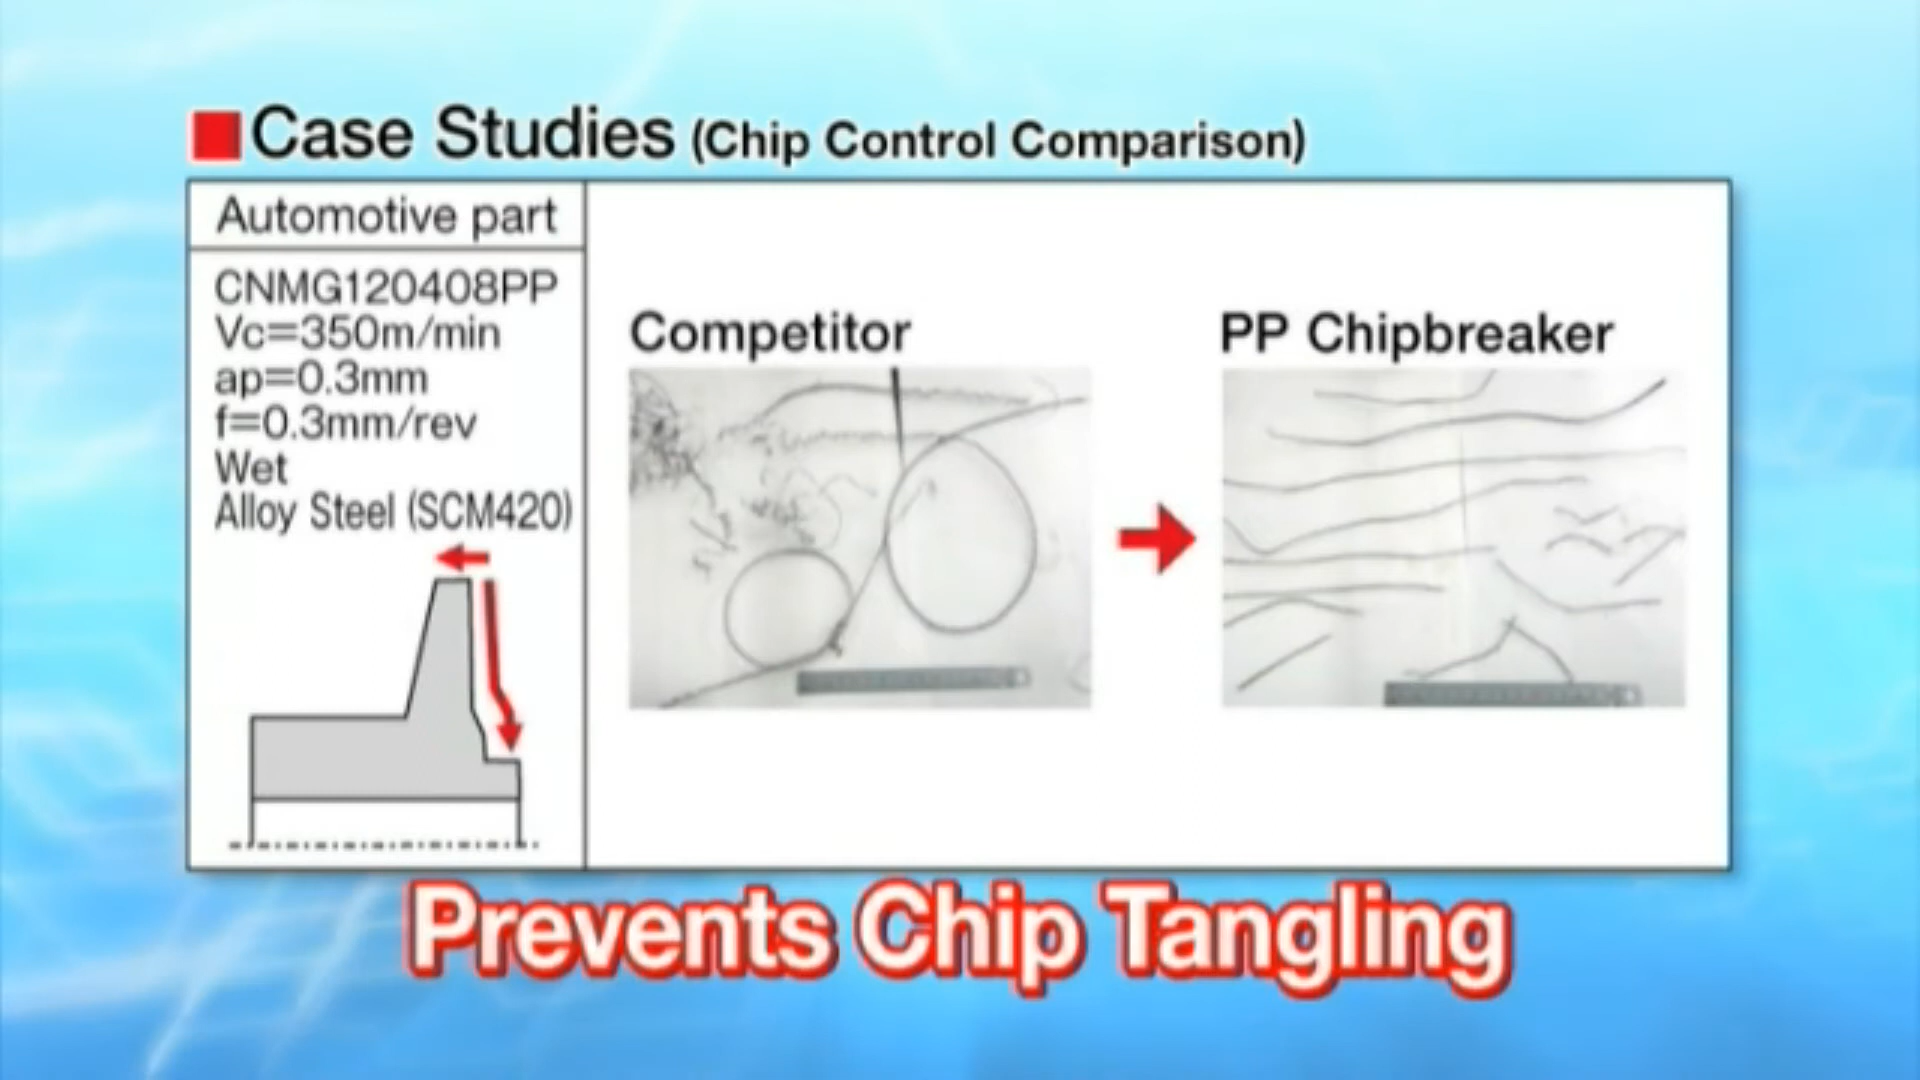 Case Studies (Chip Control Comparison)
Automotive part
CNMG120408PP
Vc=350m/min
ap=0.3mm
f=0.3mm/rev
Wet
Alloy Steel (SCM420)
Competitor
PP Chipbreaker
Prevents Chip Tangling